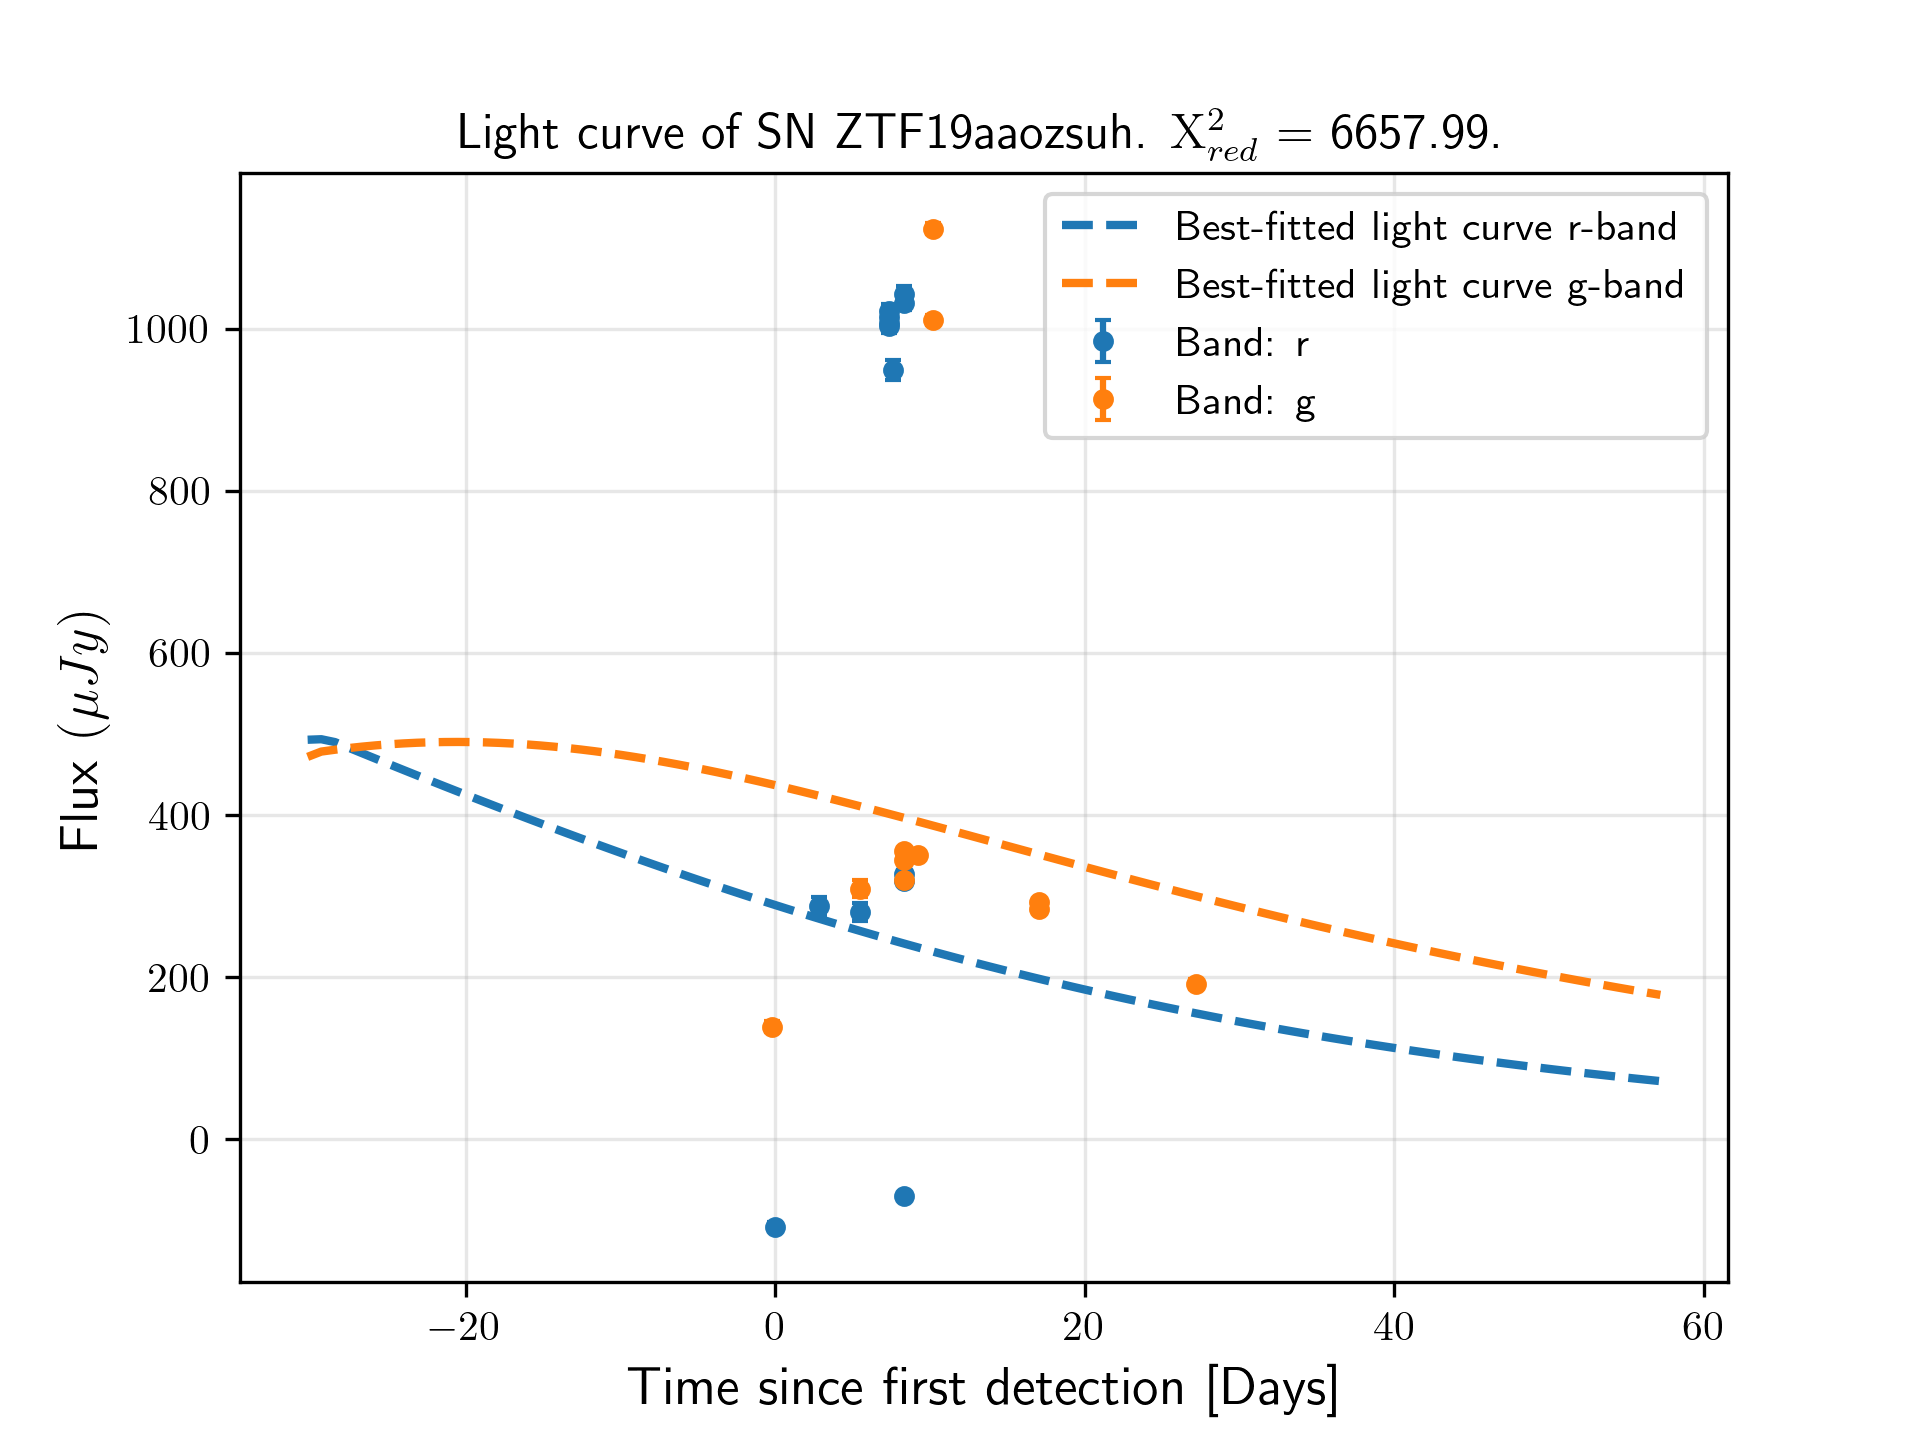 Light curve of SN ZTF19aaozsuh. X²_red = 6657.99.
Best-fitted light curve r-band
Best-fitted light curve g-band
Band: r
Band: g
1000
800
600
400
200
0
Flux (μJy)
−20 0 20 40 60
Time since first detection [Days]